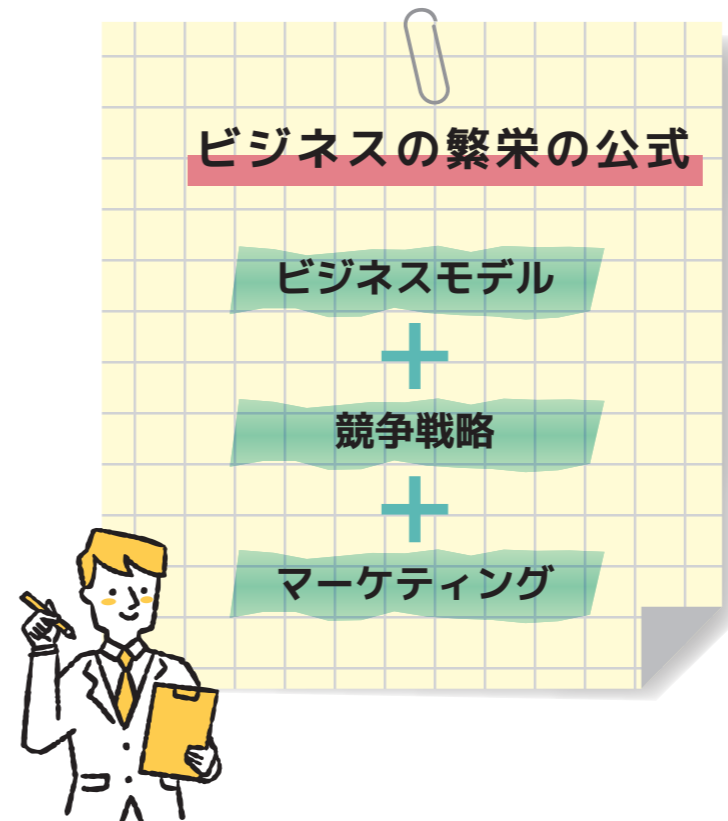 ビジネスの繁栄の公式
ビジネスモデル
+
競争戦略
+
マーケティング